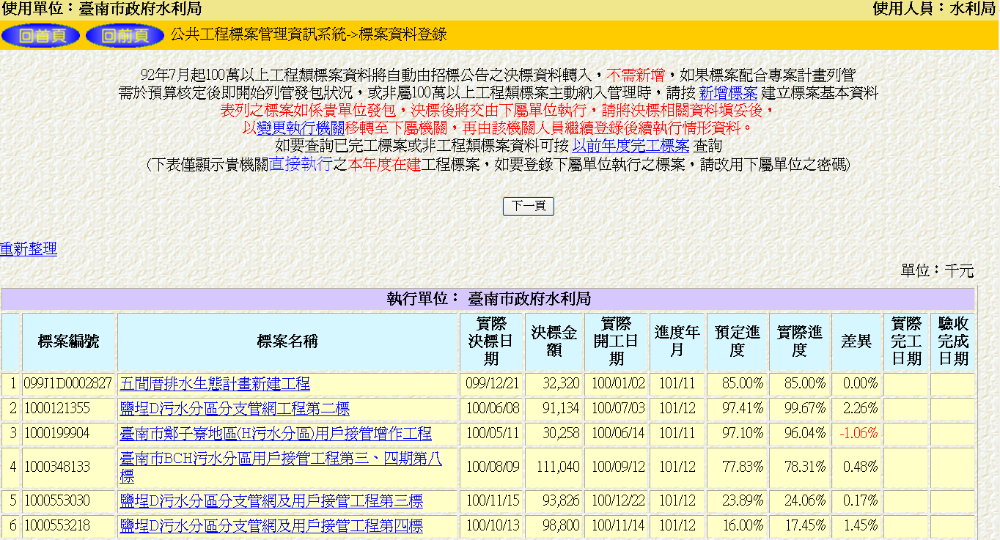 使用單位：臺南市政府水利局 使用人員：水利局
回首頁 回前頁 公共工程標案管理資訊系統->標案資料登錄
92年7月起100萬以上工程類標案資料將自動由招標公告之決標資料轉入，不需新增，如果標案配合專案計畫列管
需於預算核定後即開始列管發包狀況，或非屬100萬以上工程類標案主動納入管理時，請按 新增標案 建立標案基本資料
表列之標案如係貴單位發包，決標後將交由下屬單位執行，請將決標相關資料填妥後，
以變更執行機關移轉至下屬機關，再由該機關人員繼續登錄後續執行情形資料。
如要查詢已完工標案或非工程類標案資料可按 以前年度完工標案 查詢
(下表僅顯示貴機關直接執行之本年度在建工程標案，如要登錄下屬單位執行之標案，請改用下屬單位之密碼)
下一頁
重新整理
單位：千元
執行單位： 臺南市政府水利局
標案編號 標案名稱 實際決標日期 決標金額 實際開工日期 進度年月 預定進度 實際進度 差異 實際完工日期 驗收完成日期
1 099J1D0002827 五間厝排水生態計畫新建工程 099/12/21 32,320 100/01/02 101/11 85.00% 85.00% 0.00%
2 1000121355 鹽埕D污水分區分支管網工程第二標 100/06/08 91,134 100/07/03 101/12 97.41% 99.67% 2.26%
3 1000199904 臺南市鄭子寮地區(H污水分區)用戶接管增作工程 100/05/11 30,258 100/06/14 101/11 97.10% 96.04% -1.06%
4 1000348133 臺南市BCH污水分區用戶接管工程第三、四期第八標 100/08/09 111,040 100/09/12 101/12 77.83% 78.31% 0.48%
5 1000553030 鹽埕D污水分區分支管網及用戶接管工程第三標 100/11/15 93,826 100/12/22 101/12 23.89% 24.06% 0.17%
6 1000553218 鹽埕D污水分區分支管網及用戶接管工程第四標 100/10/13 98,800 100/11/14 101/12 16.00% 17.45% 1.45%